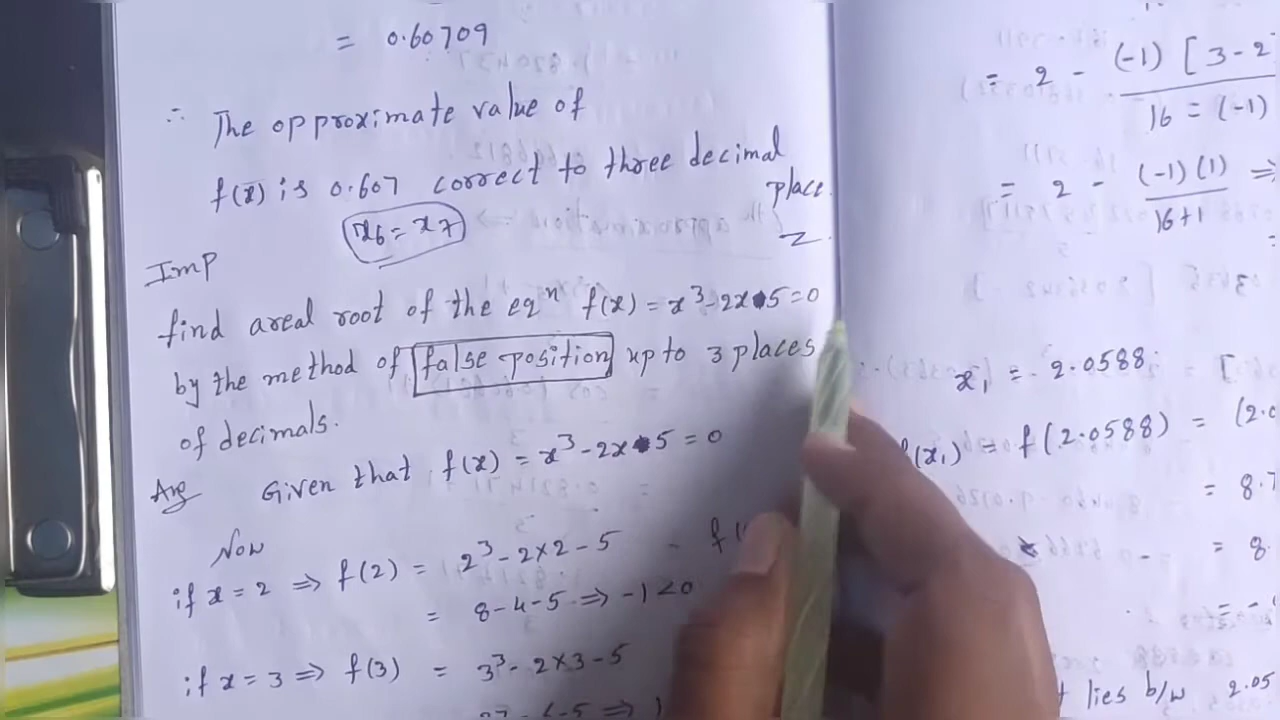 = 0.60709
∴ The approximate value of
f(x) is 0.607 correct to three decimal
place.
x6 = x7
Imp
find a real root of the eqⁿ f(x) = x³-2x-5=0
by the method of false position up to 3 places
of decimals.
Ans Given that f(x) = x³-2x-5 = 0
Now
if x = 2 ⇒ f(2) = 2³-2×2-5
= 8-4-5 ⇒ -1<0
if x = 3 ⇒ f(3) = 3³-2×3-5
= 2 - (-1) [3-2
16 = (-1)
= 2 - (-1)(1) ⇒
16+1
x₁ = 2.0588
f(x₁) = f(2.0588) = (2.0
= 8.7
= 8.
lies b/w 2.05